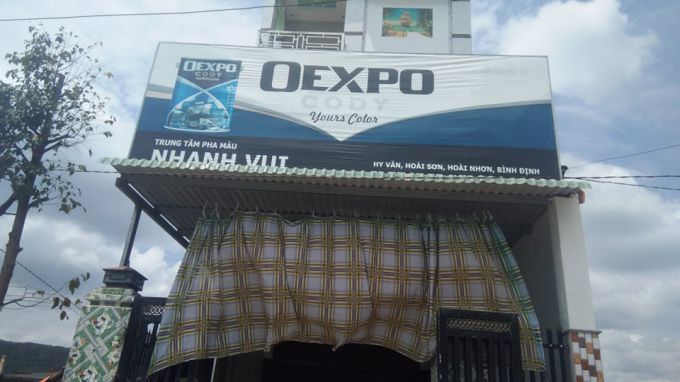 OEXPO
CODY
OEXPO
CODY
Yours Color
TRUNG TÂM PHA MÀU
NHANH VIỆT
HY VĂN, HOÀI SƠN, HOÀI NHƠN, BÌNH ĐỊNH